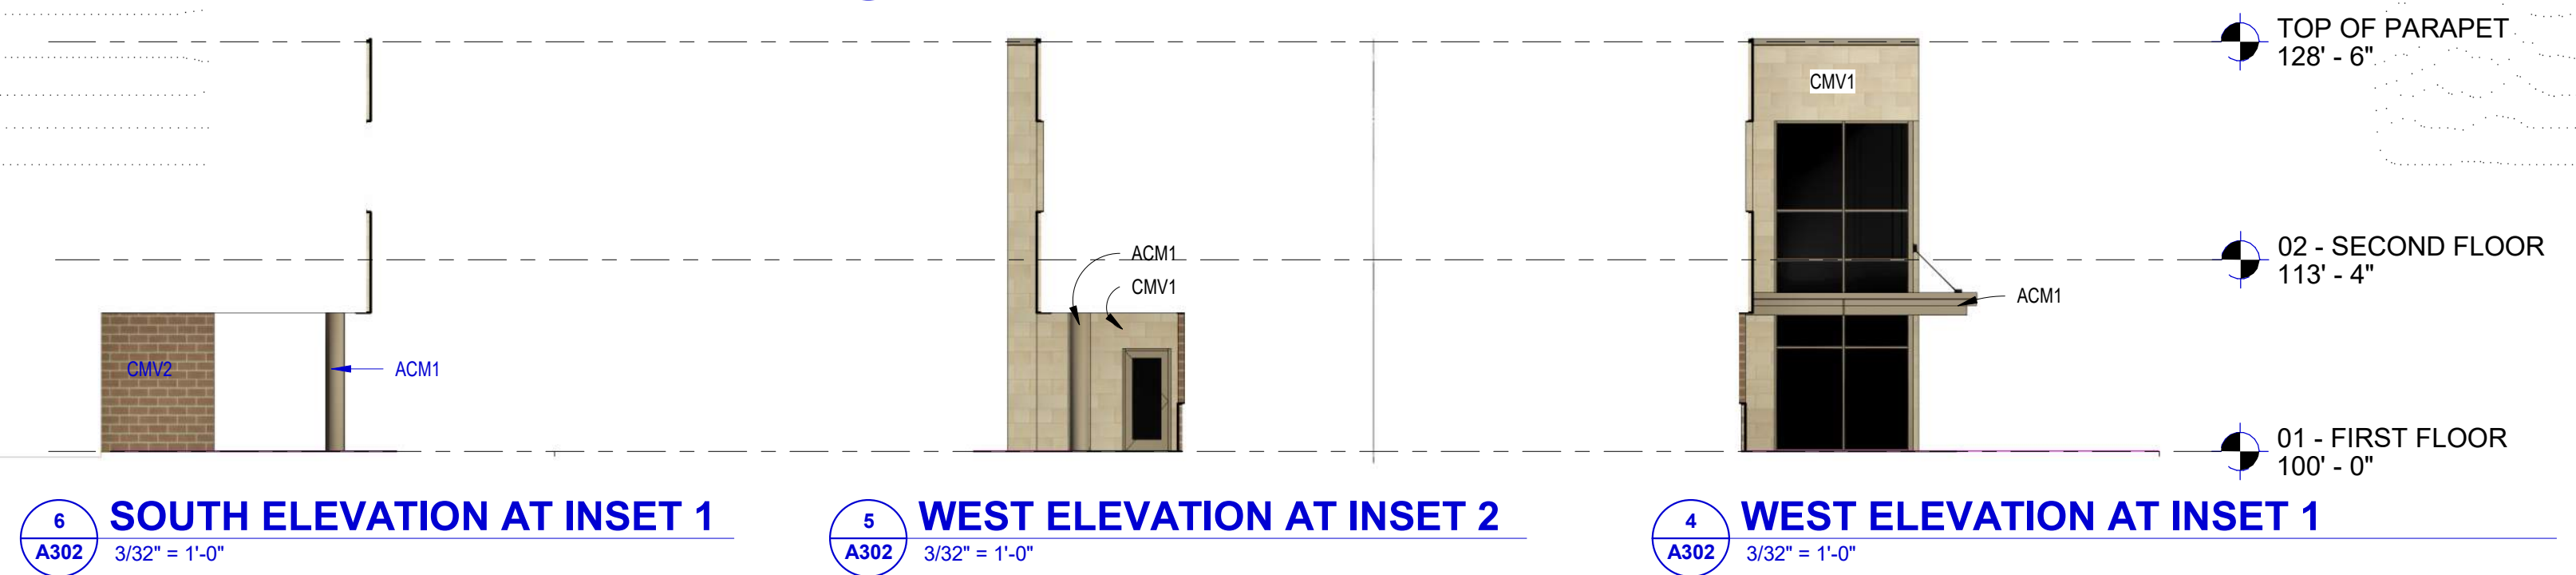 TOP OF PARAPET
128' - 6"
CMV1
02 - SECOND FLOOR
113' - 4"
ACM1
CMV1
ACM1
CMV2
ACM1
01 - FIRST FLOOR
100' - 0"
6
A302
SOUTH ELEVATION AT INSET 1
3/32" = 1'-0"
5
A302
WEST ELEVATION AT INSET 2
3/32" = 1'-0"
4
A302
WEST ELEVATION AT INSET 1
3/32" = 1'-0"